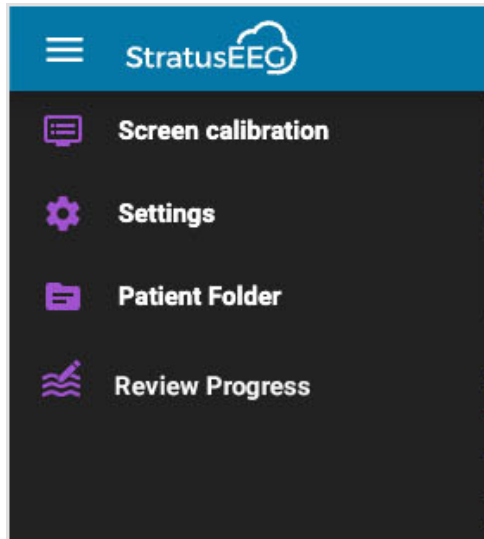 StratusEEG
Screen calibration
Settings
Patient Folder
Review Progress